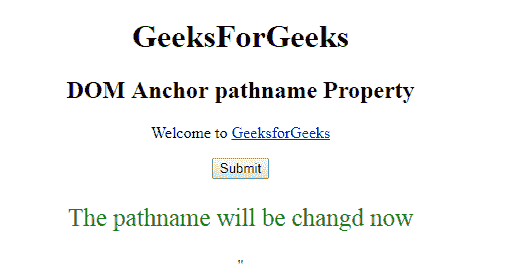 GeeksForGeeks
DOM Anchor pathname Property
Welcome to GeeksforGeeks
Submit
The pathname will be changd now
"